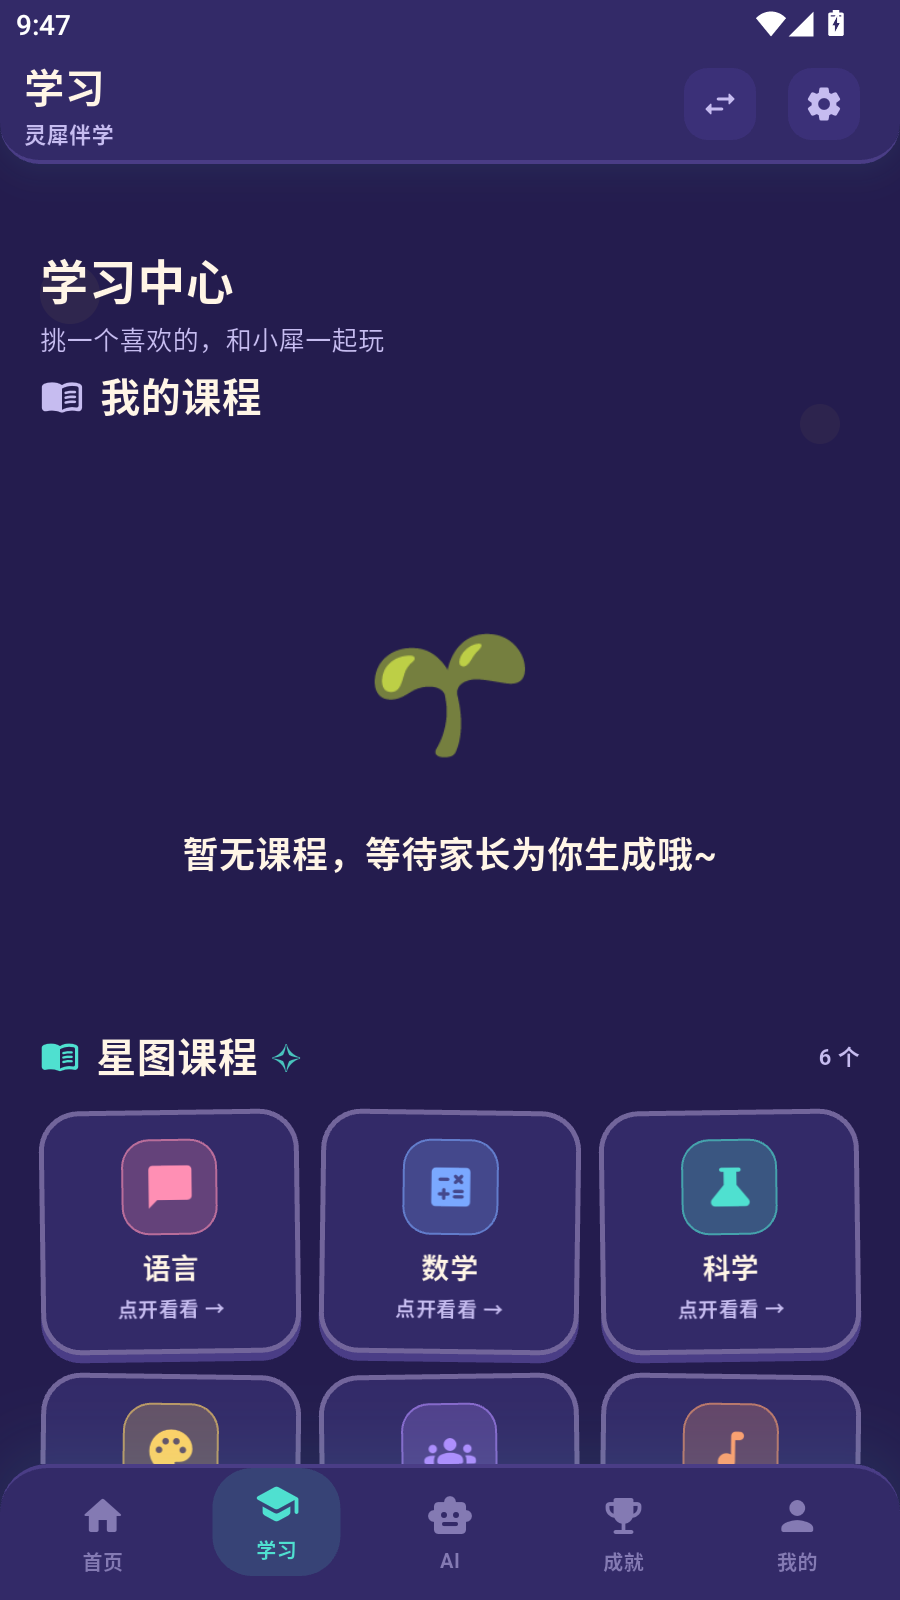 9:47
学习
灵犀伴学
学习中心
挑一个喜欢的，和小犀一起玩
我的课程
暂无课程，等待家长为你生成哦~
星图课程
6 个
语言
数学
科学
点开看看 →
点开看看 →
点开看看 →
首页
学习
AI
成就
我的